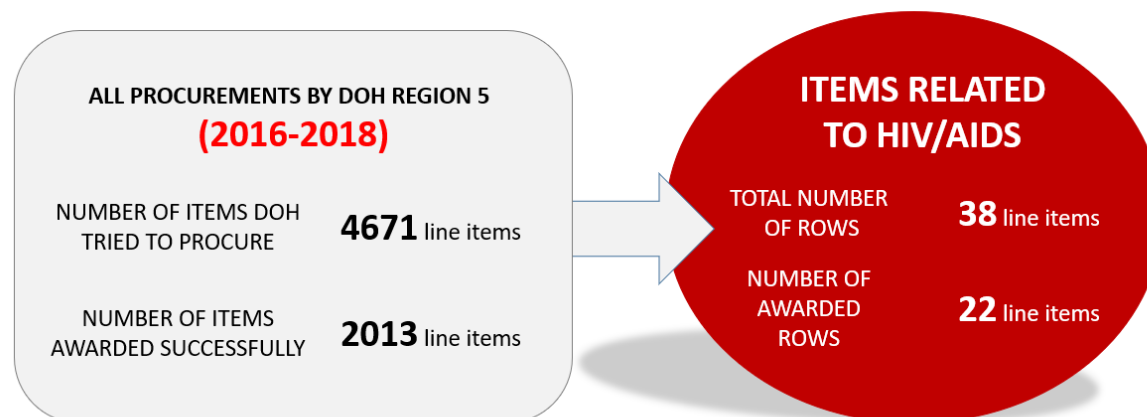 ALL PROCUREMENTS BY DOH REGION 5
(2016-2018)
NUMBER OF ITEMS DOH
TRIED TO PROCURE
4671 line items
NUMBER OF ITEMS
AWARDED SUCCESSFULLY
2013 line items
ITEMS RELATED
TO HIV/AIDS
TOTAL NUMBER
OF ROWS
38 line items
NUMBER OF
AWARDED
ROWS
22 line items